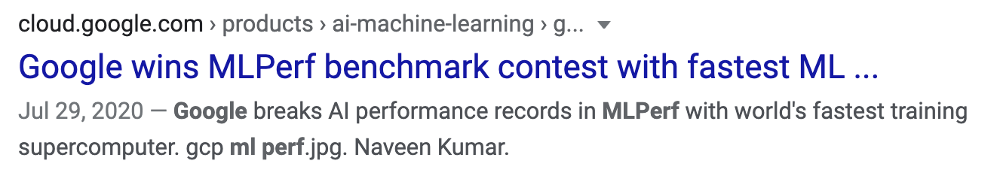 cloud.google.com › products › ai-machine-learning › g...
Google wins MLPerf benchmark contest with fastest ML ...
Jul 29, 2020 — Google breaks AI performance records in MLPerf with world's fastest training
supercomputer. gcp ml perf.jpg. Naveen Kumar.